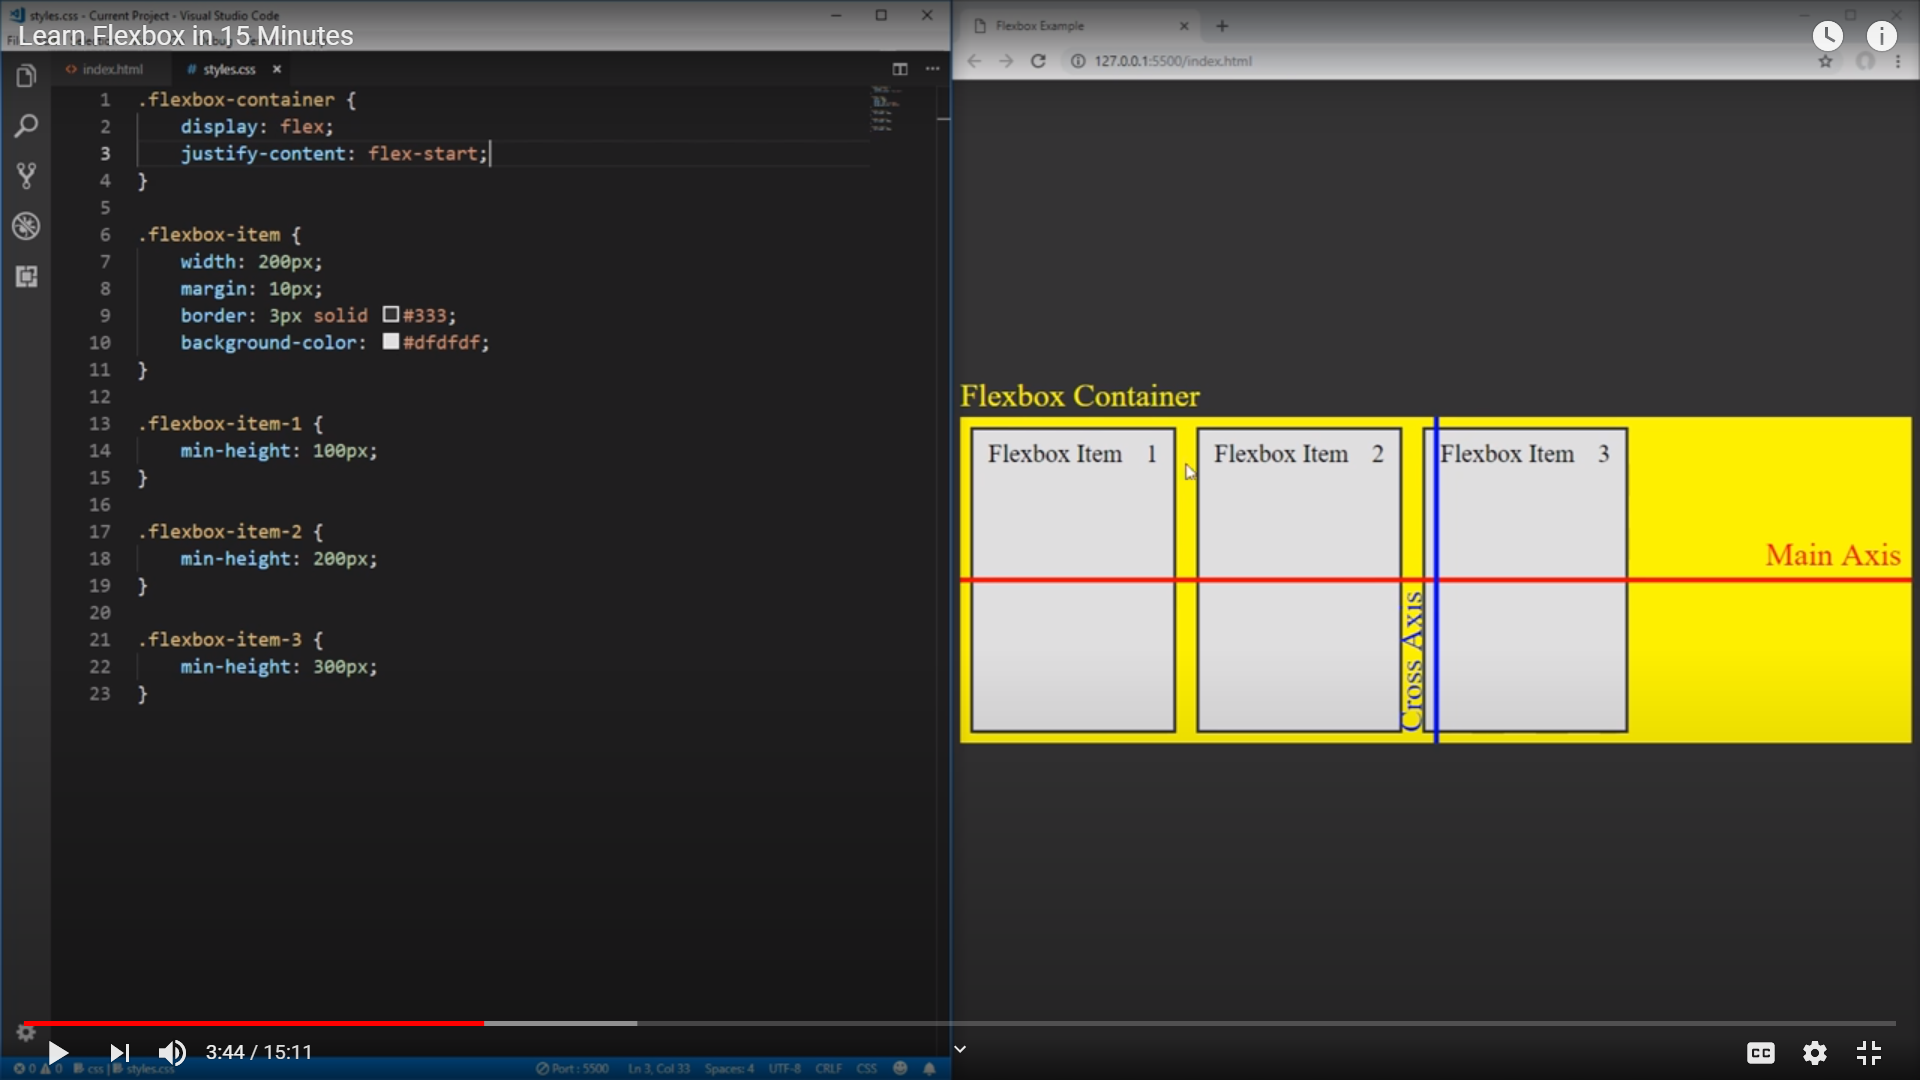 styles.css - Current Project - Visual Studio Code
Learn Flexbox in 15 Minutes
index.html
# styles.css
1 .flexbox-container {
2 display: flex;
3 justify-content: flex-start;
4 }
5
6 .flexbox-item {
7 width: 200px;
8 margin: 10px;
9 border: 3px solid #333;
10 background-color: #dfdfdf;
11 }
12
13 .flexbox-item-1 {
14 min-height: 100px;
15 }
16
17 .flexbox-item-2 {
18 min-height: 200px;
19 }
20
21 .flexbox-item-3 {
22 min-height: 300px;
23 }
Flexbox Example
127.0.0.1:5500/index.html
Flexbox Container
Flexbox Item 1
Flexbox Item 2
Flexbox Item 3
Main Axis
Cross Axis
3:44 / 15:11
CC
0 0 css | styles.css
Port : 5500 Ln 3, Col 33 Spaces: 4 UTF-8 CRLF CSS